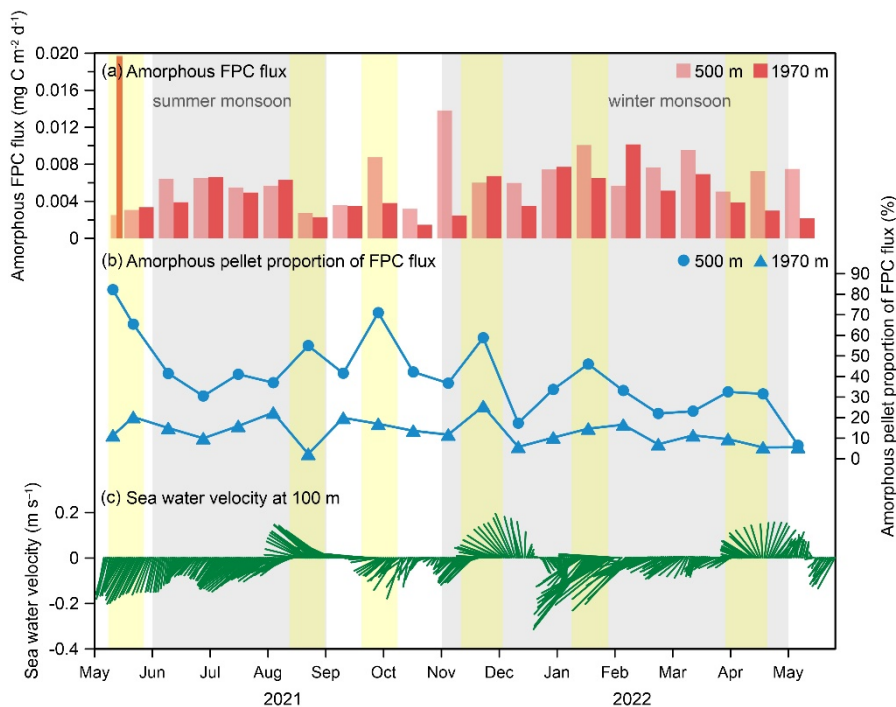 (a) Amorphous FPC flux
500 m 1970 m
summer monsoon winter monsoon
Amorphous FPC flux (mg C m⁻² d⁻¹)
0.020
0.016
0.012
0.008
0.004
0
(b) Amorphous pellet proportion of FPC flux
500 m 1970 m
Amorphous pellet proportion of FPC flux (%)
90
80
70
60
50
40
30
20
10
0
(c) Sea water velocity at 100 m
Sea water velocity (m s⁻¹)
0.2
0
-0.2
-0.4
May Jun Jul Aug Sep Oct Nov Dec Jan Feb Mar Apr May
2021 2022